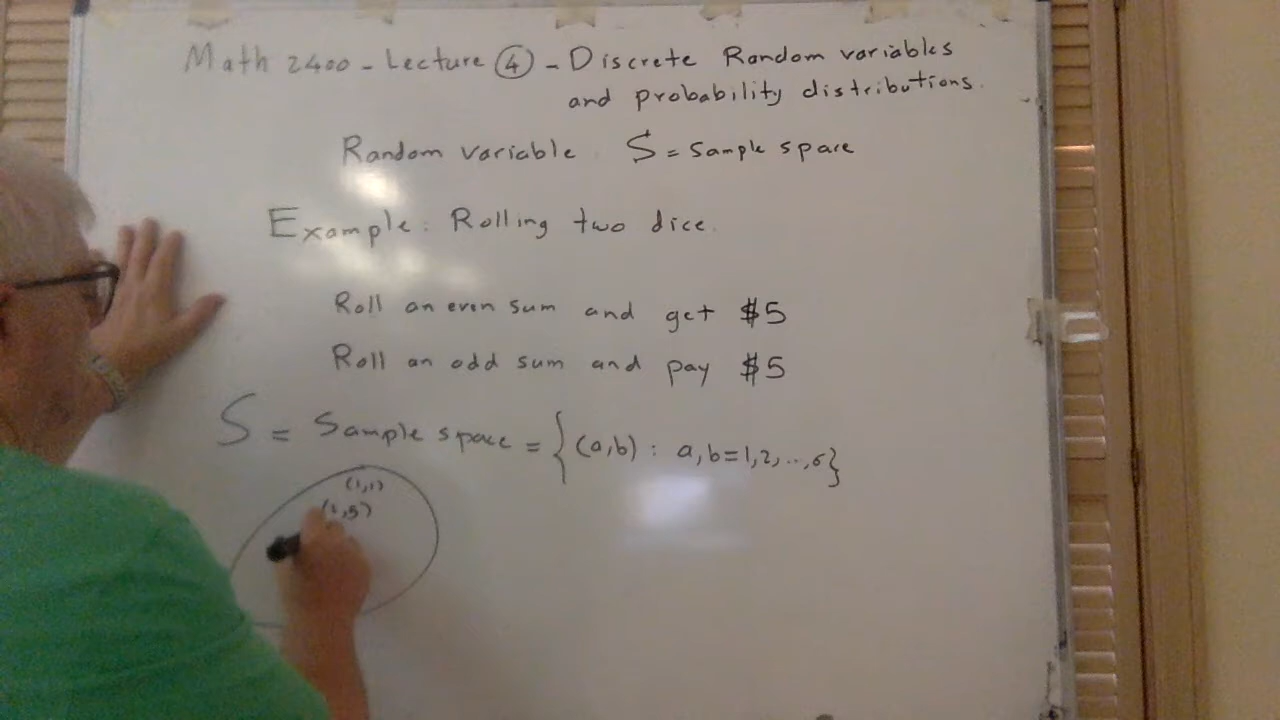 Math 2400 - Lecture ④ - Discrete Random variables
and probability distributions.
Random variable S = Sample space
Example: Rolling two dice.
Roll an even sum and get $5
Roll an odd sum and pay $5
S = Sample space = {(a,b) : a,b=1,2,...,6}
(1,1)